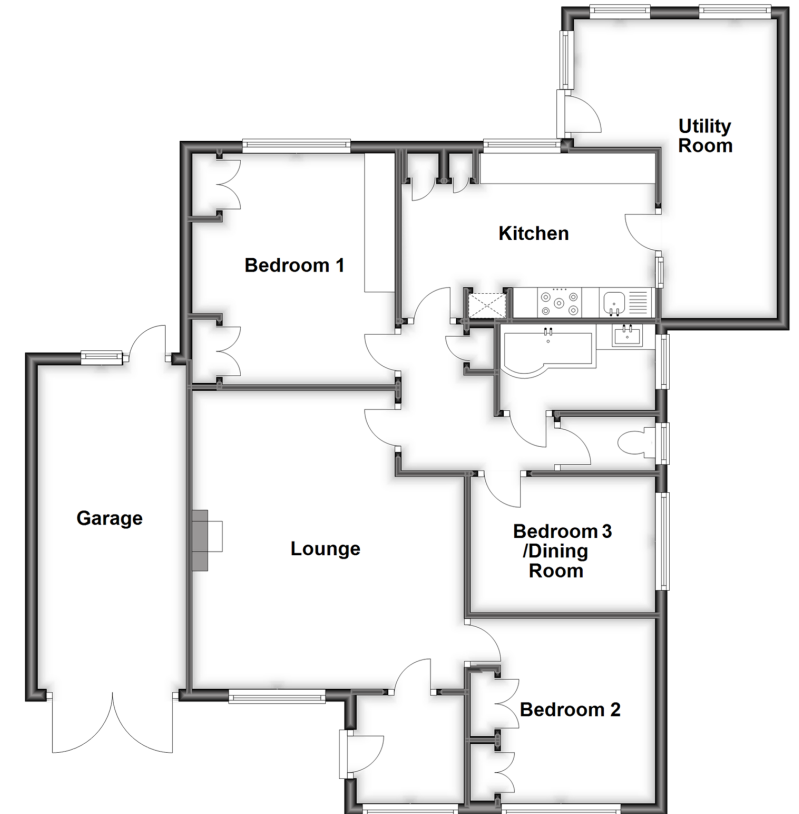 Utility
Room
Kitchen
Bedroom 1
Garage
Lounge
Bedroom 3
/Dining
Room
Bedroom 2